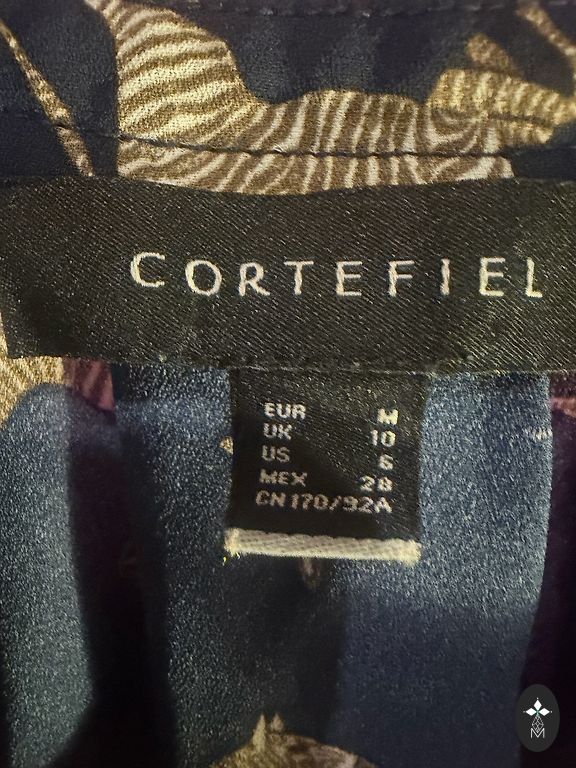 CORTEFIEL
EUR M
UK 10
US 6
MEX 28
CN 170/92A
M